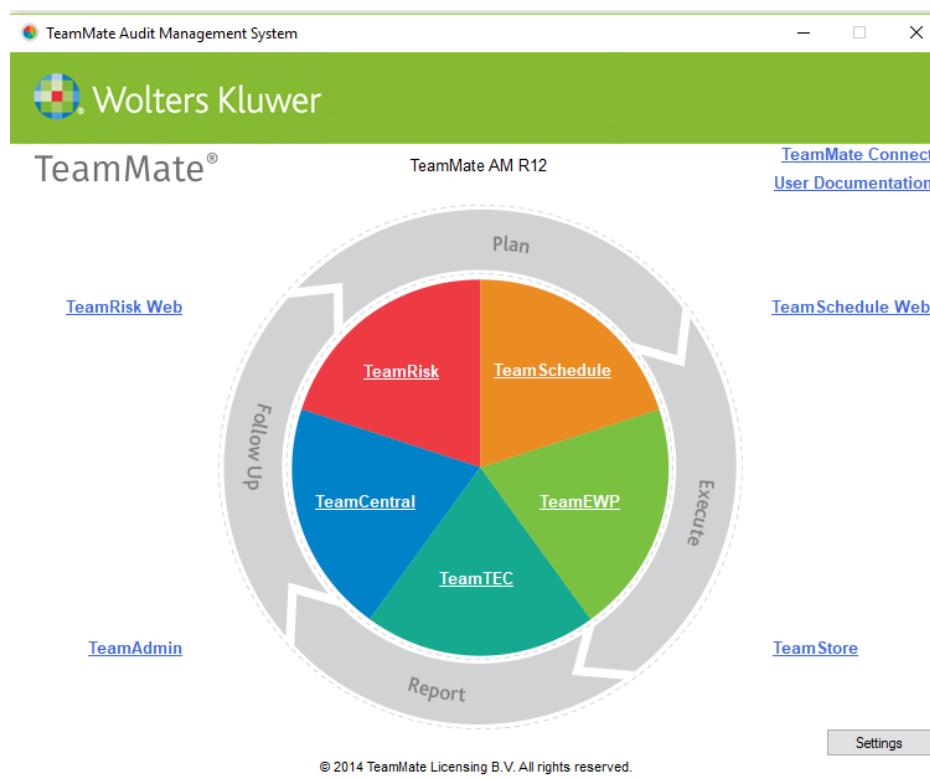 TeamMate Audit Management System
Wolters Kluwer
TeamMate®
TeamMate AM R12
TeamMate Connect
User Documentation
Plan
TeamRisk Web
TeamSchedule Web
TeamRisk
TeamSchedule
Follow Up
Execute
TeamCentral
TeamEWP
TeamTEC
TeamAdmin
TeamStore
Report
Settings
© 2014 TeamMate Licensing B.V. All rights reserved.